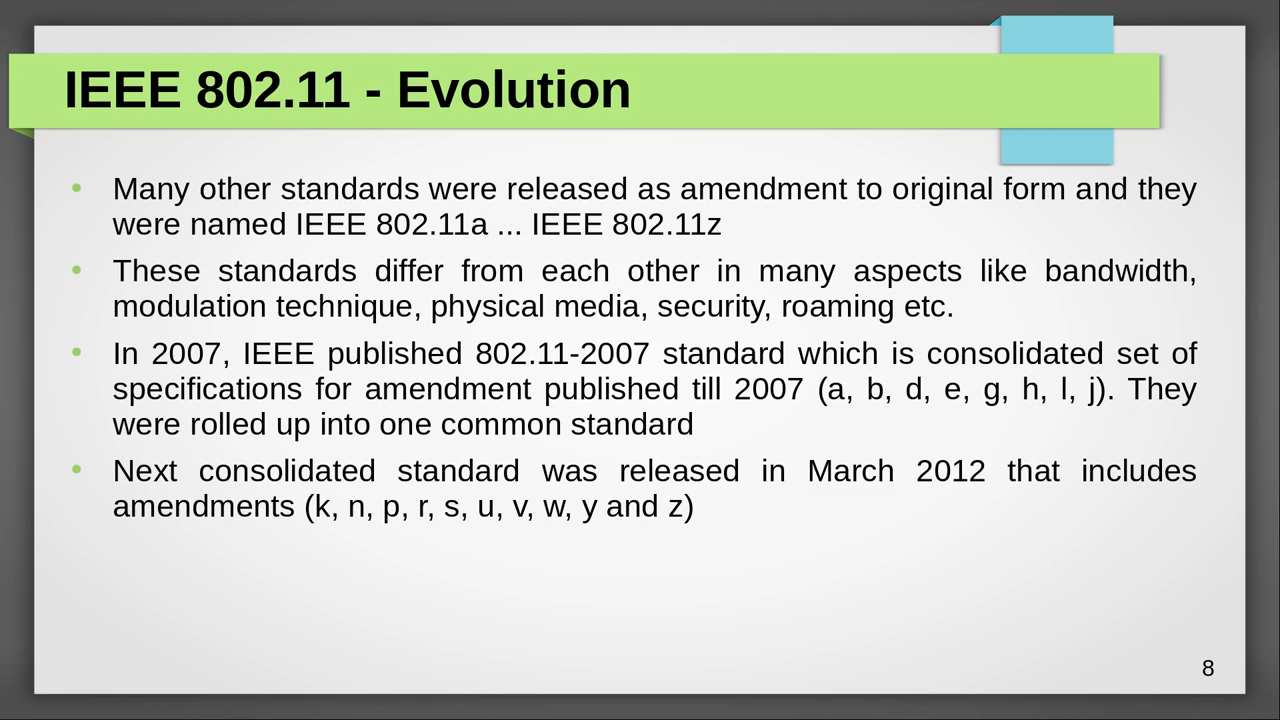 IEEE 802.11 - Evolution
• Many other standards were released as amendment to original form and they
were named IEEE 802.11a ... IEEE 802.11z
• These standards differ from each other in many aspects like bandwidth,
modulation technique, physical media, security, roaming etc.
• In 2007, IEEE published 802.11-2007 standard which is consolidated set of
specifications for amendment published till 2007 (a, b, d, e, g, h, l, j). They
were rolled up into one common standard
• Next consolidated standard was released in March 2012 that includes
amendments (k, n, p, r, s, u, v, w, y and z)
8